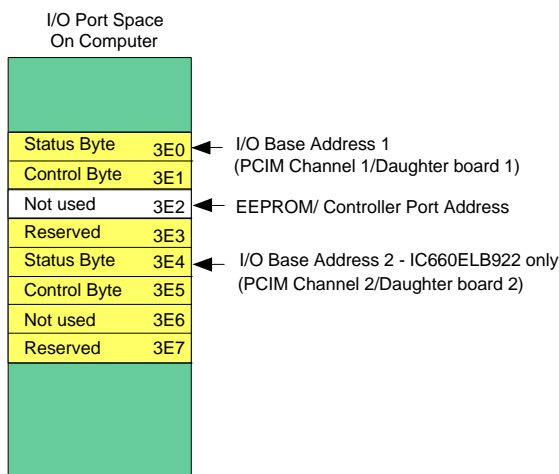 I/O Port Space
On Computer
Status Byte 3E0
I/O Base Address 1
(PCIM Channel 1/Daughter board 1)
Control Byte 3E1
Not used 3E2
EEPROM/ Controller Port Address
Reserved 3E3
Status Byte 3E4
I/O Base Address 2 - IC660ELB922 only
(PCIM Channel 2/Daughter board 2)
Control Byte 3E5
Not used 3E6
Reserved 3E7